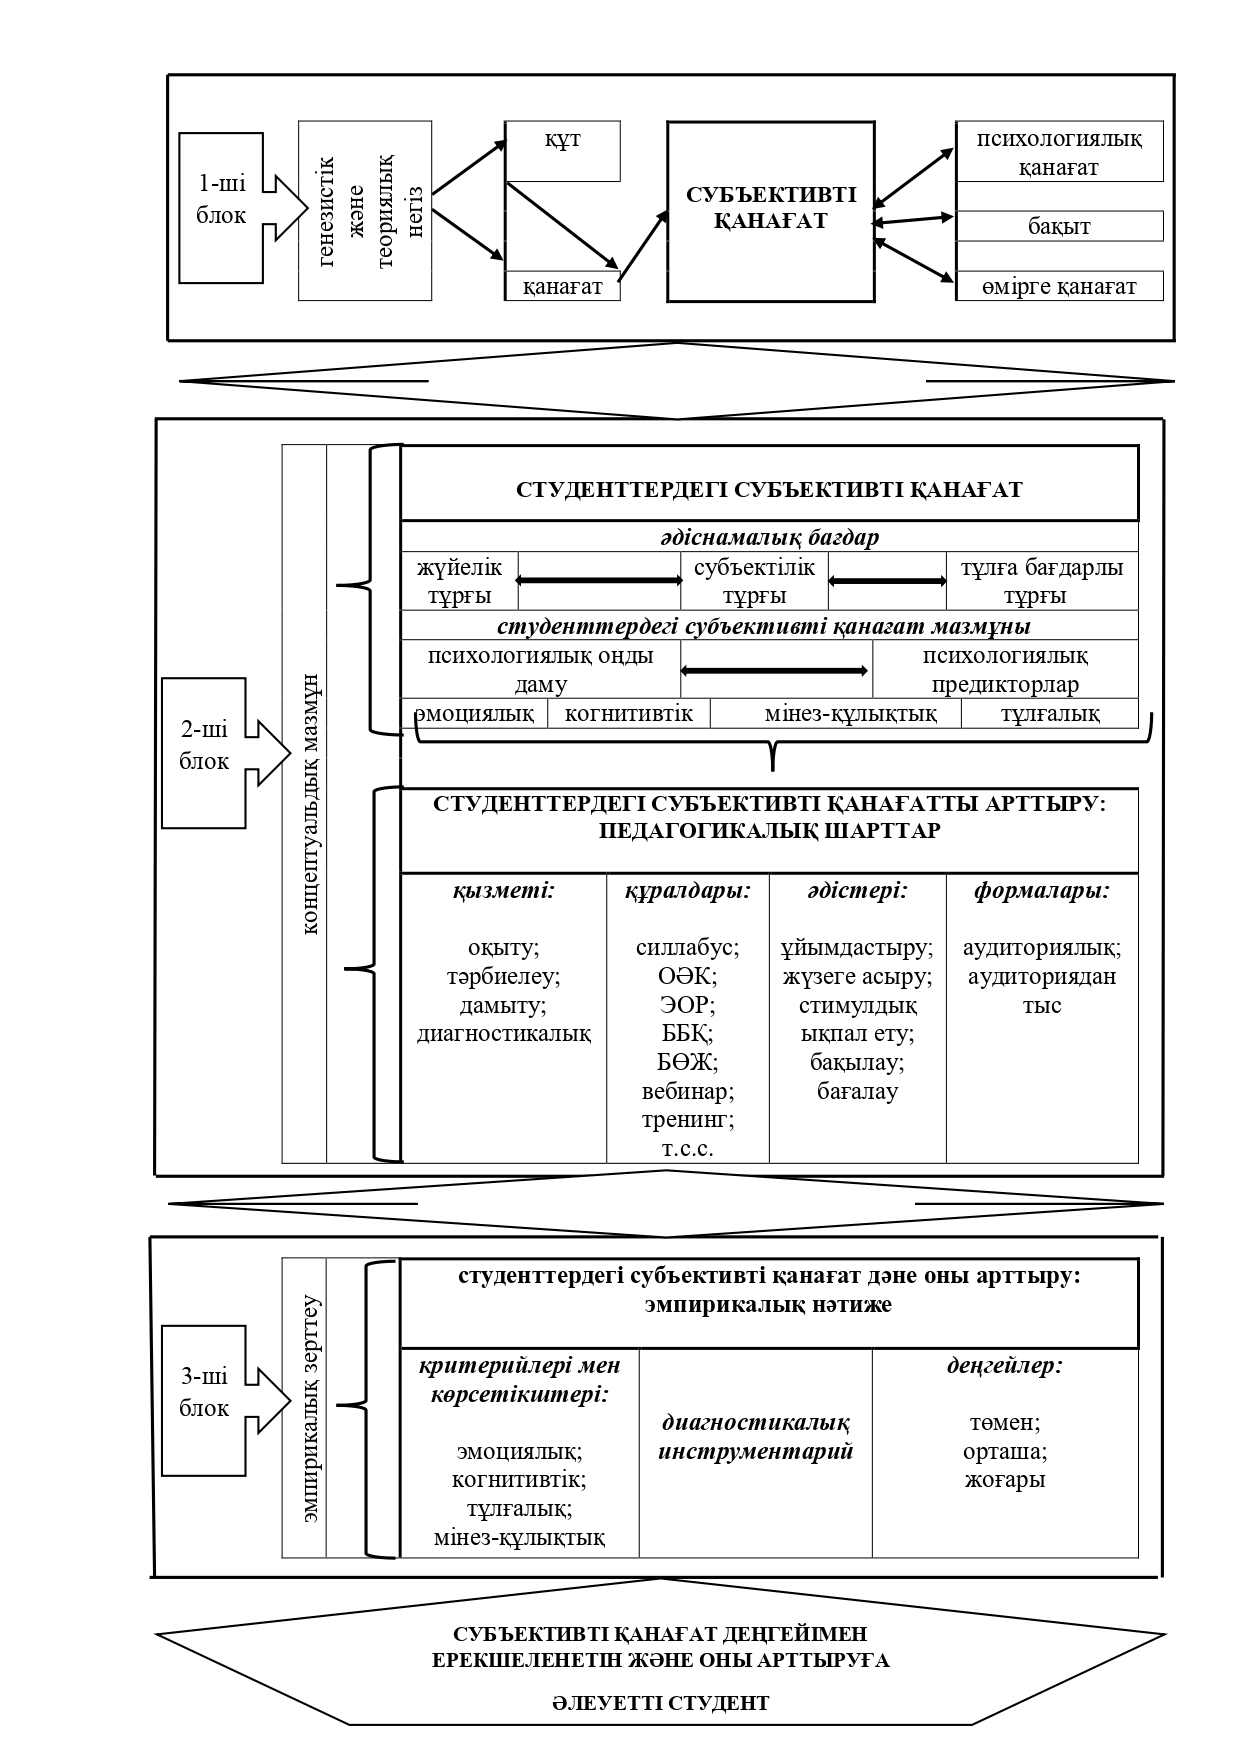 1-ші
блок
генезистік
және
теориялық
негіз
құт
қанағат
СУБЪЕКТИВТІ
ҚАНАҒАТ
психологиялық
қанағат
бақыт
өмірге қанағат
2-ші
блок
концептуальдық мазмұн
СТУДЕНТТЕРДЕГІ СУБЪЕКТИВТІ ҚАНАҒАТ
әдіснамалық бағдар
жүйелік
тұрғы
субъектілік
тұрғы
тұлға бағдарлы
тұрғы
студенттердегі субъективті қанағат мазмұны
психологиялық оңды
даму
психологиялық
предикторлар
эмоциялық
когнитивтік
мінез-құлықтық
тұлғалық
СТУДЕНТТЕРДЕГІ СУБЪЕКТИВТІ ҚАНАҒАТТЫ АРТТЫРУ:
ПЕДАГОГИКАЛЫҚ ШАРТТАР
қызметі:
оқыту;
тәрбиелеу;
дамыту;
диагностикалық
құралдары:
силлабус;
ОӘК;
ЭОР;
ББҚ;
БӨЖ;
вебинар;
тренинг;
т.с.с.
әдістері:
ұйымдастыру;
жүзеге асыру;
стимулдық
ықпал ету;
бақылау;
бағалау
формалары:
аудиториялық;
аудиториядан
тыс
3-ші
блок
эмпирикалық зерттеу
студенттердегі субъективті қанағат дәне оны арттыру:
эмпирикалық нәтиже
критерийлері мен
көрсетікштері:
эмоциялық;
когнитивтік;
тұлғалық;
мінез-құлықтық
диагностикалық
инструментарий
деңгейлер:
төмен;
орташа;
жоғары
СУБЪЕКТИВТІ ҚАНАҒАТ ДЕҢГЕЙІМЕН
ЕРЕКШЕЛЕНЕТІН ЖӘНЕ ОНЫ АРТТЫРУҒА
ӘЛЕУЕТТІ СТУДЕНТ